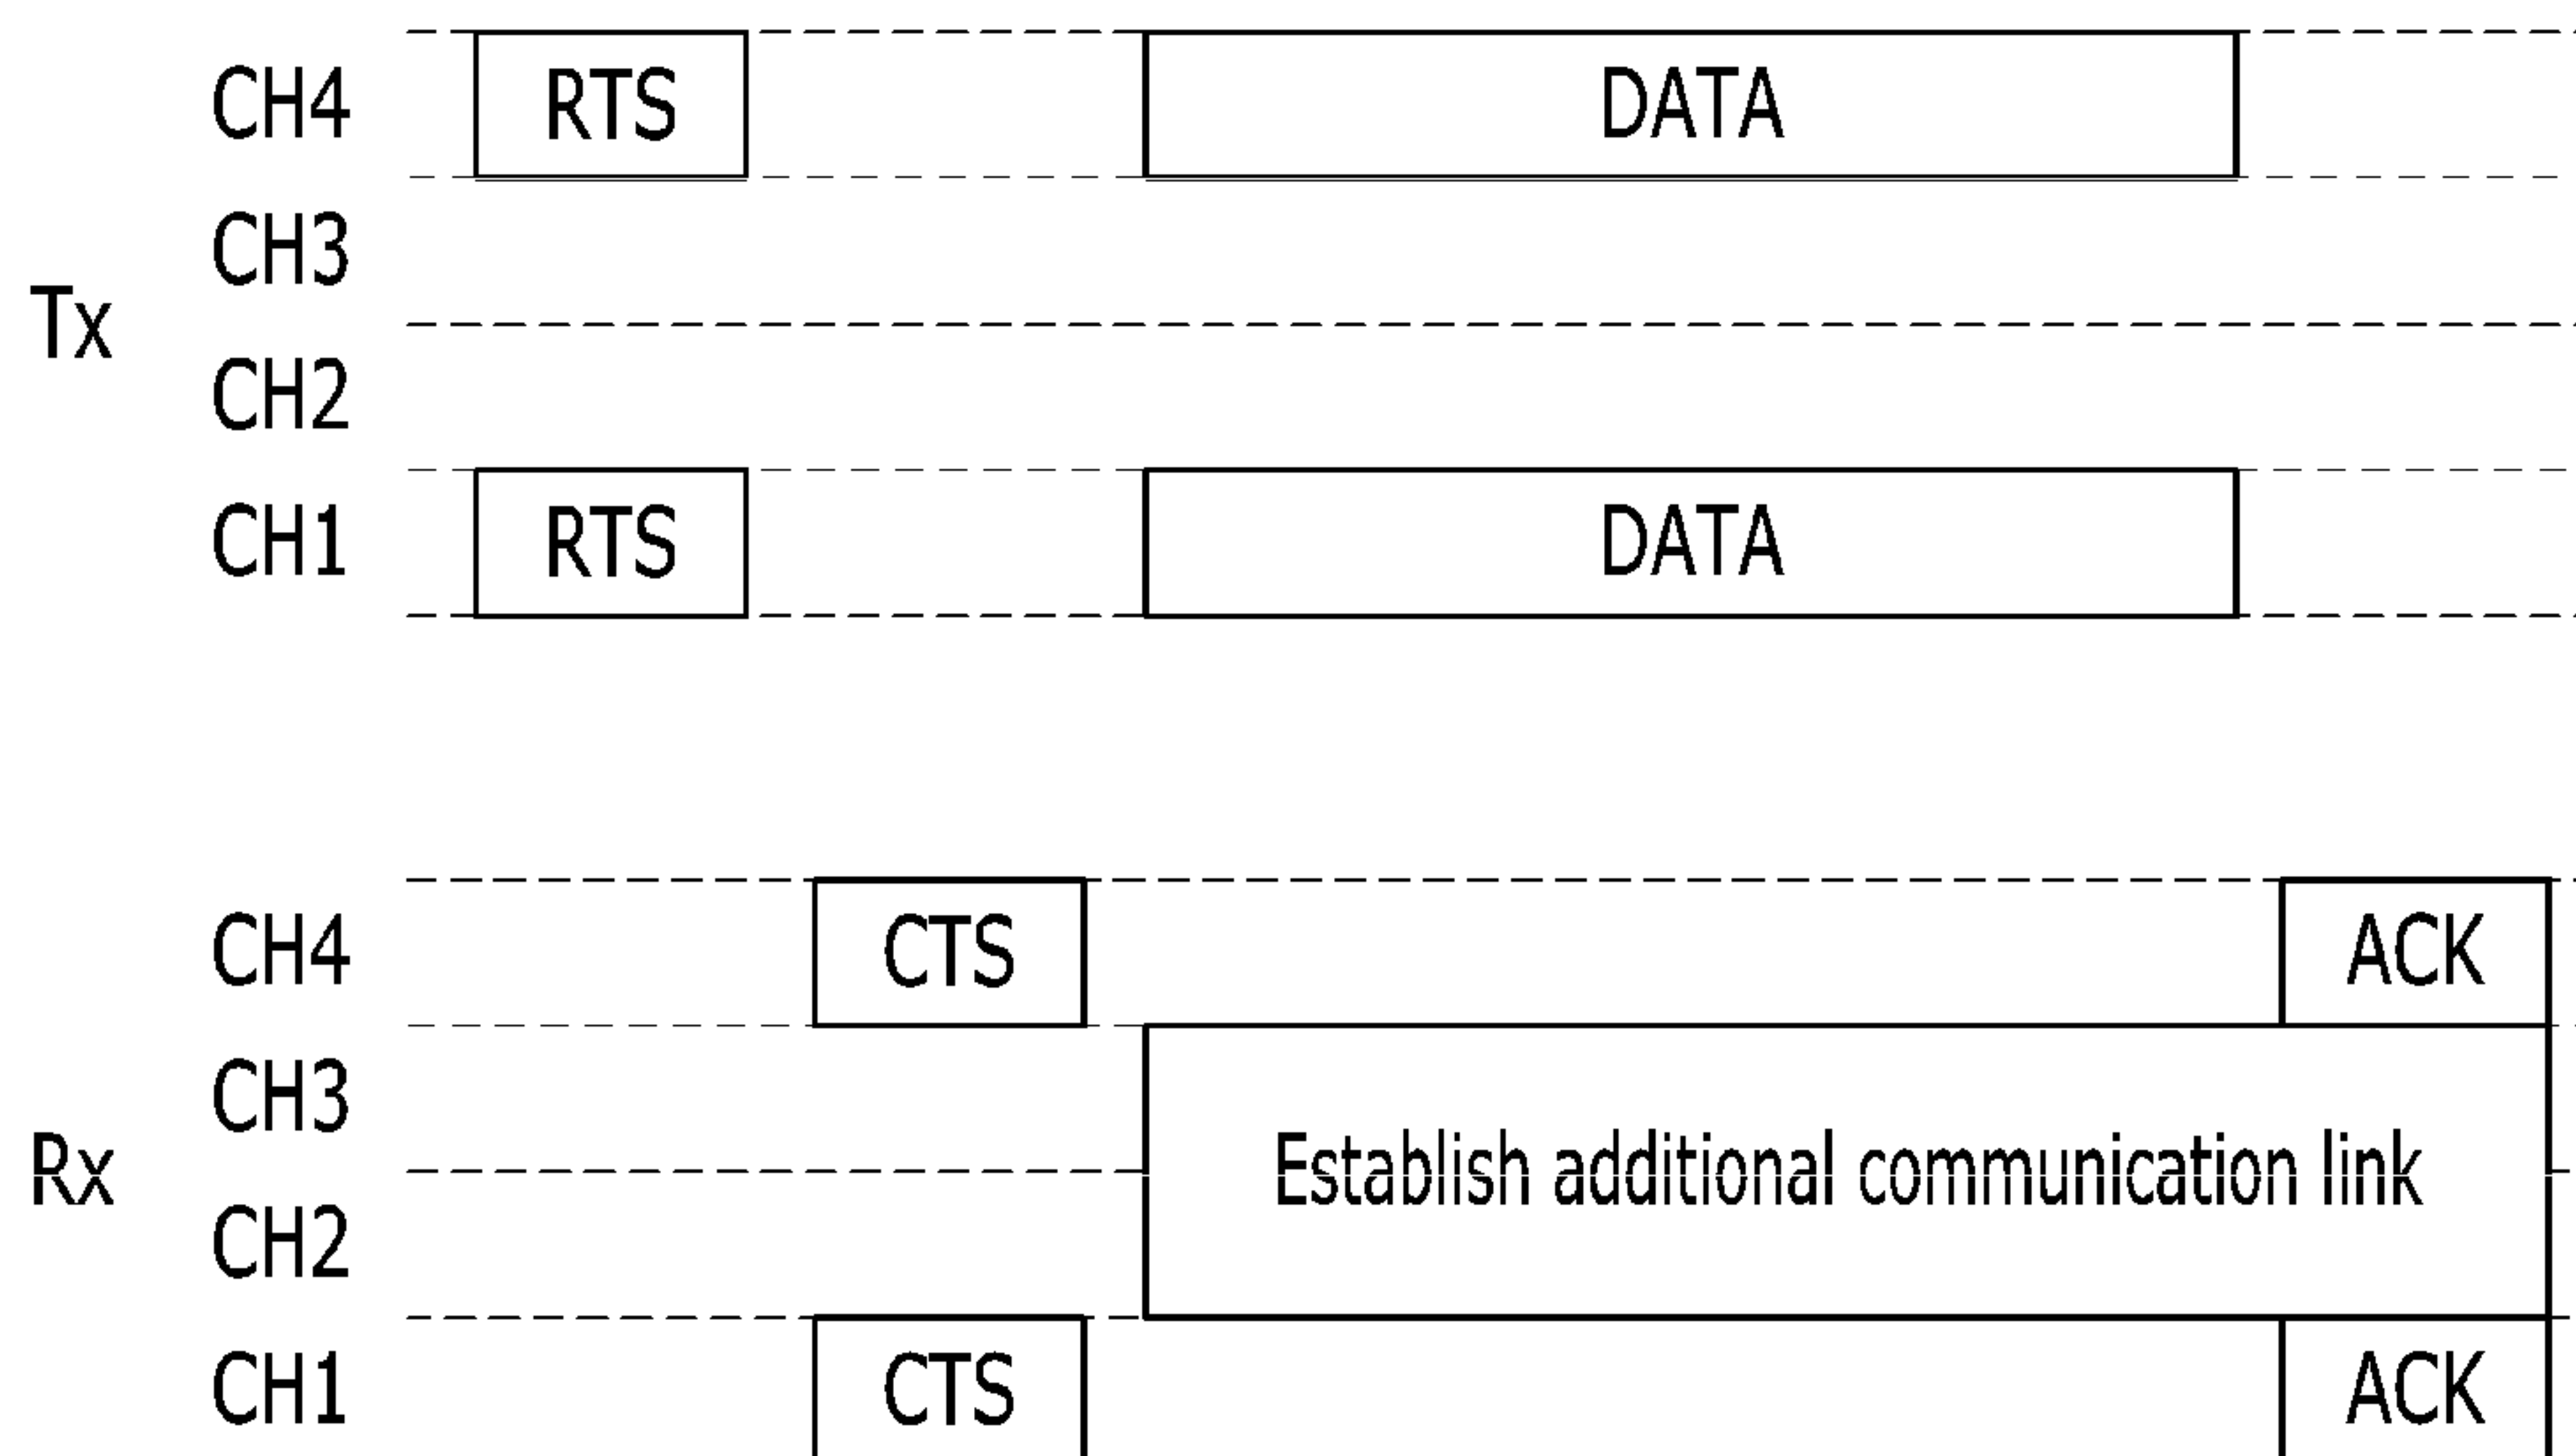 CH4 RTS DATA
CH3
Tx
CH2
CH1 RTS DATA
CH4 CTS ACK
CH3
Rx Establish additional communication link
CH2
CH1 CTS ACK